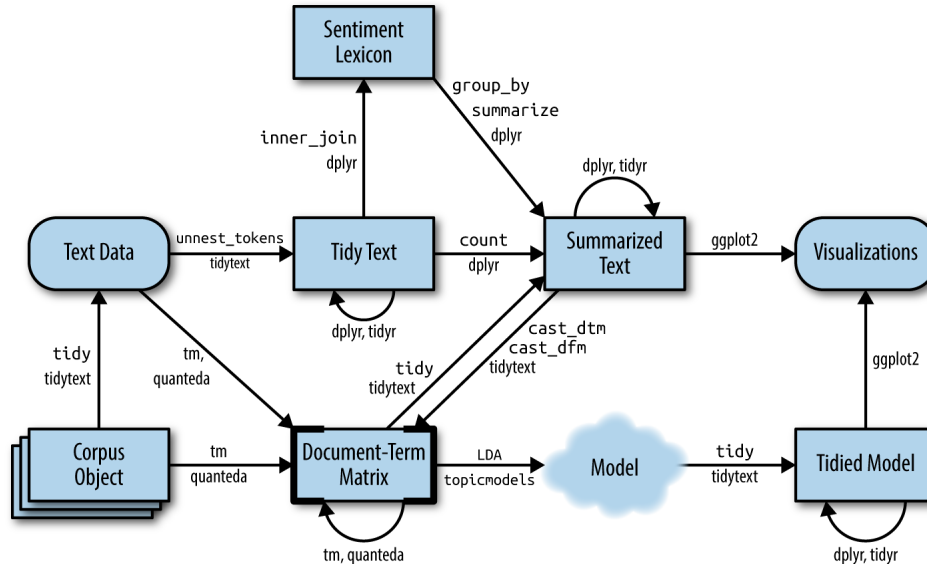 Sentiment
Lexicon
group_by
summarize
dplyr
inner_join
dplyr
dplyr, tidyr
Text Data
unnest_tokens
tidytext
Tidy Text
count
dplyr
Summarized
Text
ggplot2
Visualizations
dplyr, tidyr
cast_dtm
cast_dfm
tidytext
tidy
tidytext
tidy
tidytext
tm,
quanteda
ggplot2
Corpus
Object
tm
quanteda
Document-Term
Matrix
LDA
topicmodels
Model
tidy
tidytext
Tidied Model
tm, quanteda
dplyr, tidyr